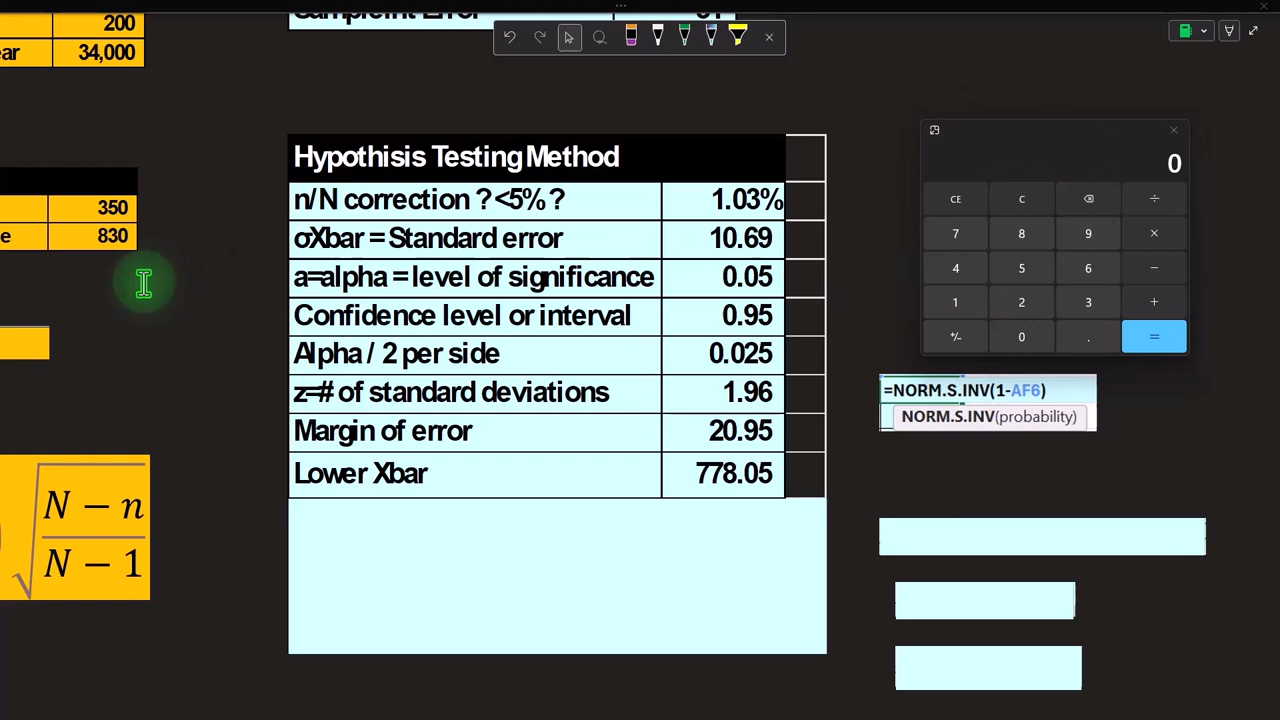 200
34,000
350
830
N − n
N − 1
Hypothisis Testing Method
n/N correction ? <5% ? 1.03%
σXbar = Standard error 10.69
a=alpha = level of significance 0.05
Confidence level or interval 0.95
Alpha / 2 per side 0.025
z=# of standard deviations 1.96
Margin of error 20.95
Lower Xbar 778.05
0
CE C ÷
7 8 9 ×
4 5 6 −
1 2 3 +
+/− 0 . =
=NORM.S.INV(1-AF6)
NORM.S.INV(probability)